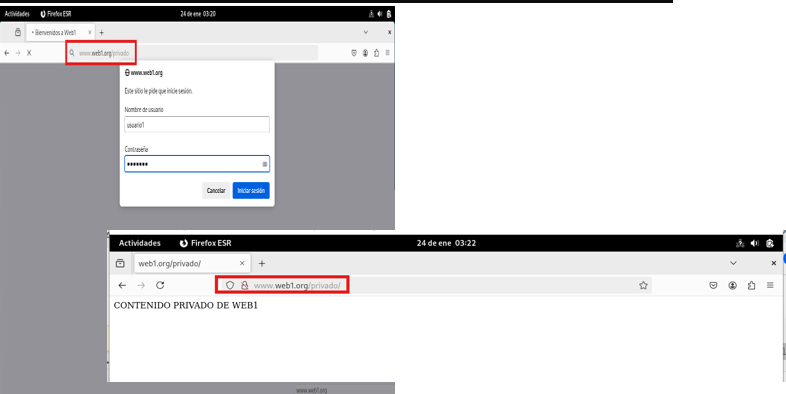 Actividades Firefox ESR 24 de ene 03:20
Bienvenidos a Web1 × +
www.web1.org/privado
www.web1.org
Este sitio le pide que inicie sesión.
Nombre de usuario
usuario1
Contraseña
•••••••
Cancelar Iniciar sesión
Actividades Firefox ESR 24 de ene 03:22
web1.org/privado/ × +
www.web1.org/privado/
CONTENIDO PRIVADO DE WEB1
www.web1.org